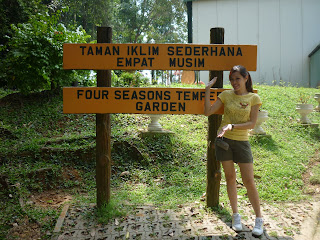 TAMAN IKLIM SEDERHANA
EMPAT MUSIM
FOUR SEASONS
GARDEN